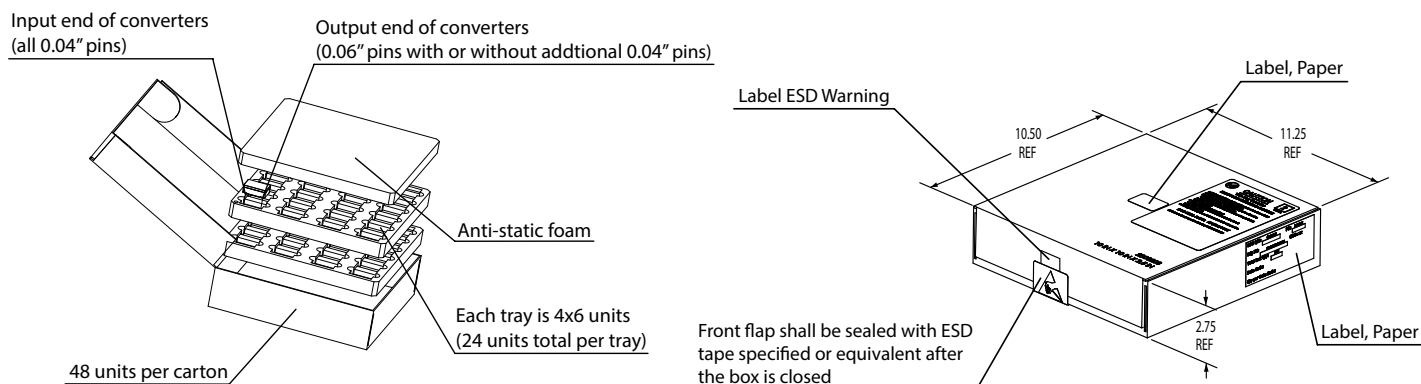 Input end of converters
(all 0.04” pins)
Output end of converters
(0.06” pins with or without addtional 0.04” pins)
Anti-static foam
Each tray is 4x6 units
(24 units total per tray)
48 units per carton
Label, Paper
Label ESD Warning
10.50
REF
11.25
REF
2.75
REF
Label, Paper
Front flap shall be sealed with ESD
tape specified or equivalent after
the box is closed